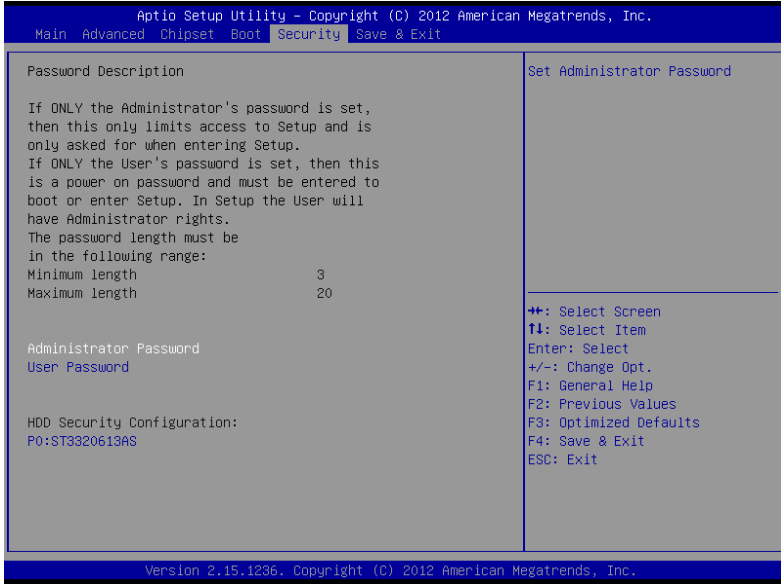 Aptio Setup Utility – Copyright (C) 2012 American Megatrends, Inc.
Main Advanced Chipset Boot Security Save & Exit
Password Description
If ONLY the Administrator's password is set,
then this only limits access to Setup and is
only asked for when entering Setup.
If ONLY the User's password is set, then this
is a power on password and must be entered to
boot or enter Setup. In Setup the User will
have Administrator rights.
The password length must be
in the following range:
Minimum length 3
Maximum length 20
Administrator Password
User Password
HDD Security Configuration:
P0:ST3320613AS
Set Administrator Password
→←: Select Screen
↑↓: Select Item
Enter: Select
+/-: Change Opt.
F1: General Help
F2: Previous Values
F3: Optimized Defaults
F4: Save & Exit
ESC: Exit
Version 2.15.1236. Copyright (C) 2012 American Megatrends, Inc.